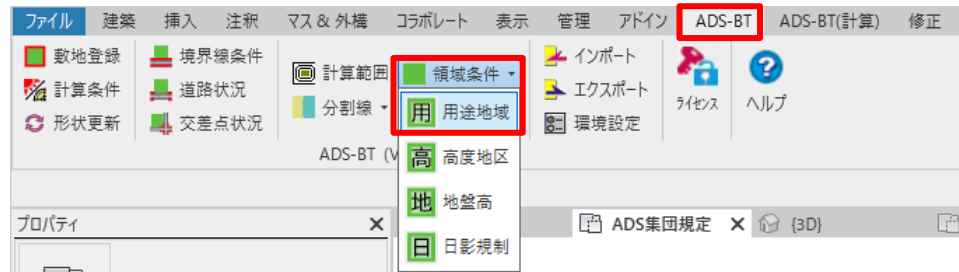 ファイル 建築 挿入 注釈 マス & 外構 コラボレート 表示 管理 アドイン ADS-BT ADS-BT(計算) 修正
敷地登録 境界線条件 計算範囲 領域条件 インポート
計算条件 道路状況 分割線 用途地域 エクスポート ライセンス ヘルプ
形状更新 交差点状況 環境設定
ADS-BT (V
高度地区
地盤高
日影規制
プロパティ ADS集団規定 {3D}
用
高
地
日